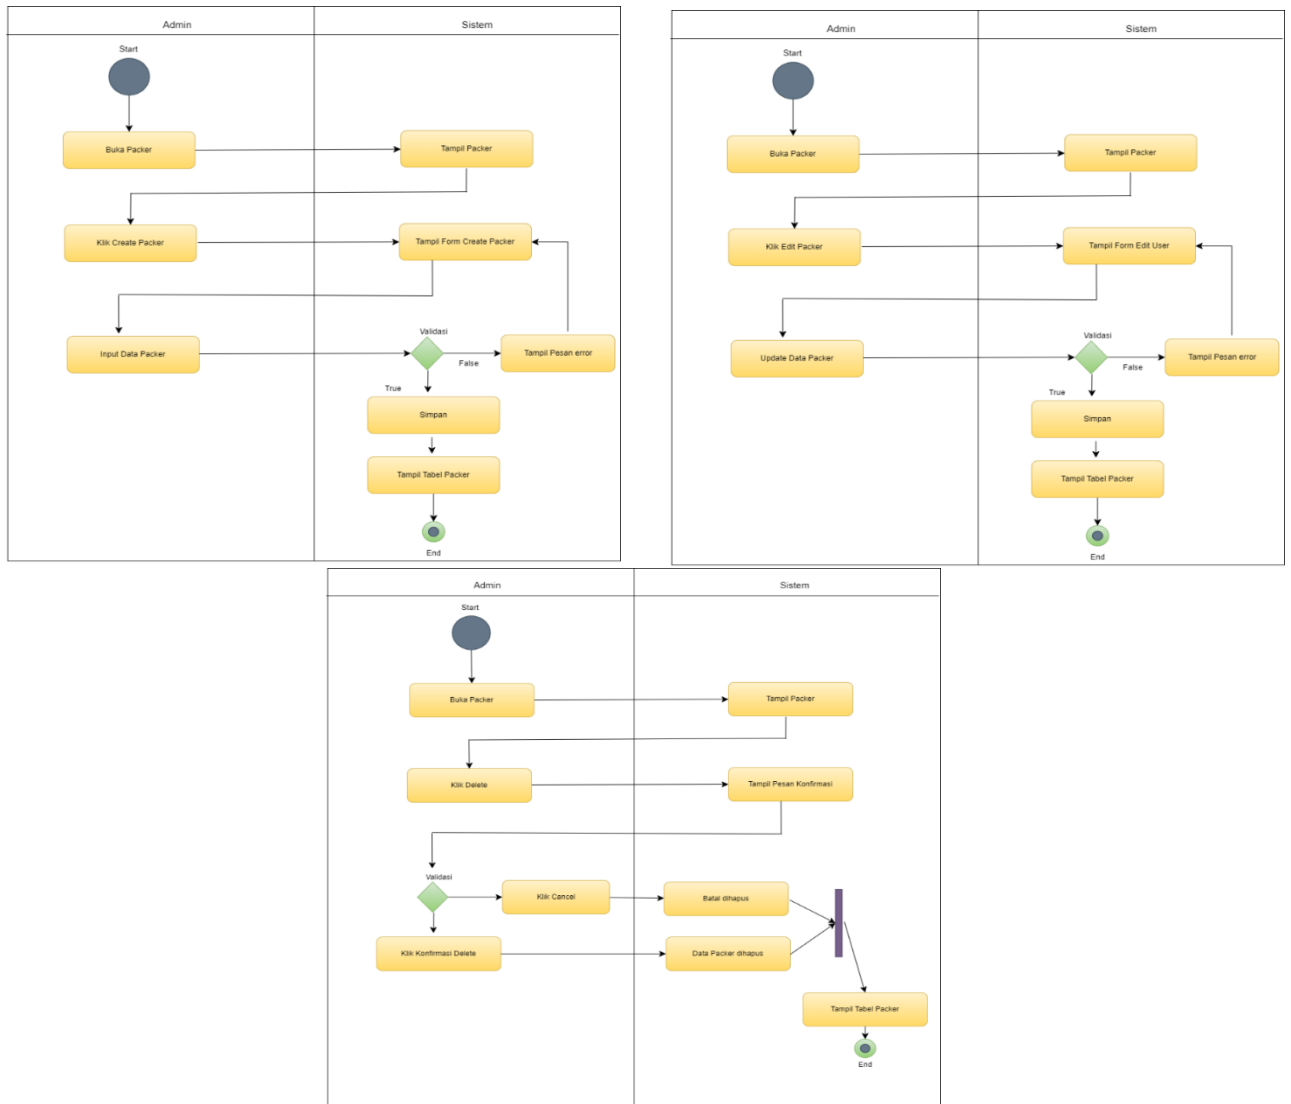 Admin
Sistem
Start
Buka Packer
Tampil Packer
Klik Create Packer
Tampil Form Create Packer
Validasi
Input Data Packer
False
Tampil Pesan error
True
Simpan
Tampil Tabel Packer
End
Admin
Sistem
Start
Buka Packer
Tampil Packer
Klik Edit Packer
Tampil Form Edit User
Validasi
Update Data Packer
False
Tampil Pesan error
True
Simpan
Tampil Tabel Packer
End
Admin
Sistem
Start
Buka Packer
Tampil Packer
Klik Delete
Tampil Pesan Konfirmasi
Validasi
Klik Cancel
Batal dihapus
Klik Konfirmasi Delete
Data Packer dihapus
Tampil Tabel Packer
End